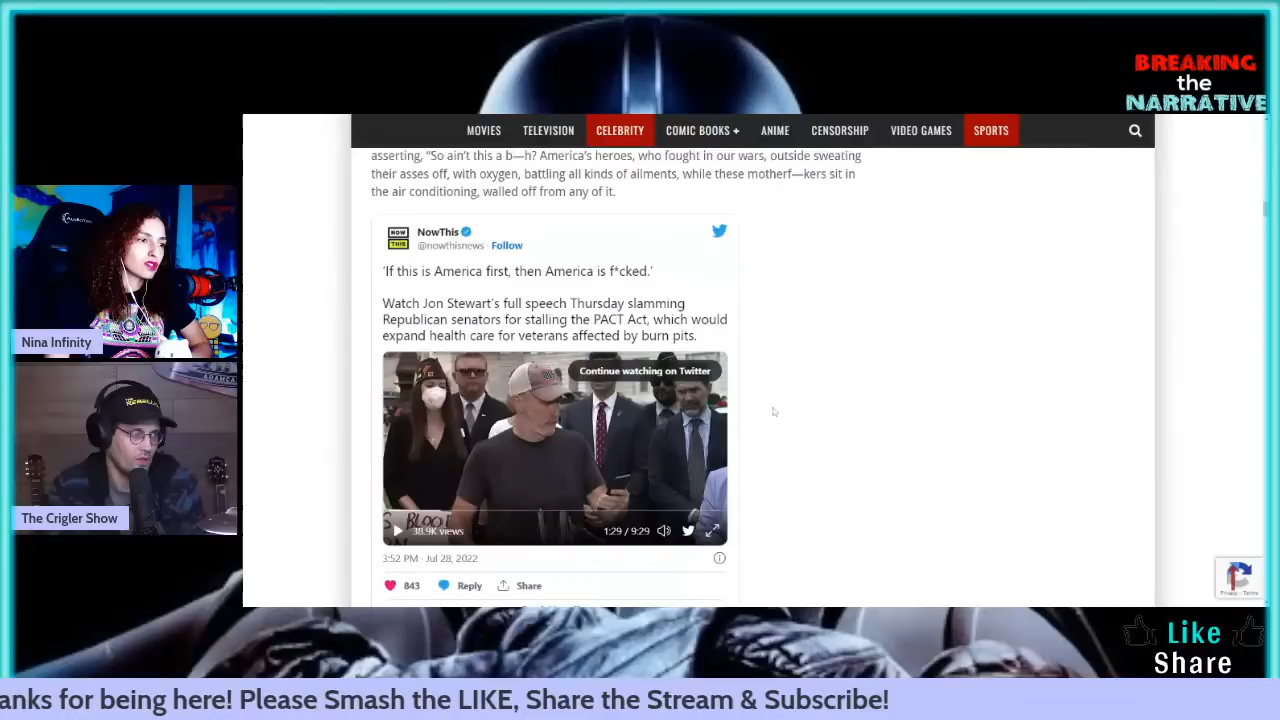 BREAKING
the
NARRATIVE
MOVIES TELEVISION CELEBRITY COMIC BOOKS + ANIME CENSORSHIP VIDEO GAMES SPORTS
asserting, “So ain’t this a b—h? America’s heroes, who fought in our wars, outside sweating
their asses off, with oxygen, battling all kinds of ailments, while these motherf—kers sit in
the air conditioning, walled off from any of it.
NOW
THIS
NowThis
@nowthisnews · Follow
'If this is America first, then America is f*cked.'
Watch Jon Stewart's full speech Thursday slamming
Republican senators for stalling the PACT Act, which would
expand health care for veterans affected by burn pits.
Continue watching on Twitter
BLOO
38.9K views
1:29 / 9:29
3:52 PM · Jul 28, 2022
843 Reply Share
Nina Infinity
The Crigler Show
Privacy - Terms
Like
Share
anks for being here! Please Smash the LIKE, Share the Stream & Subscribe!